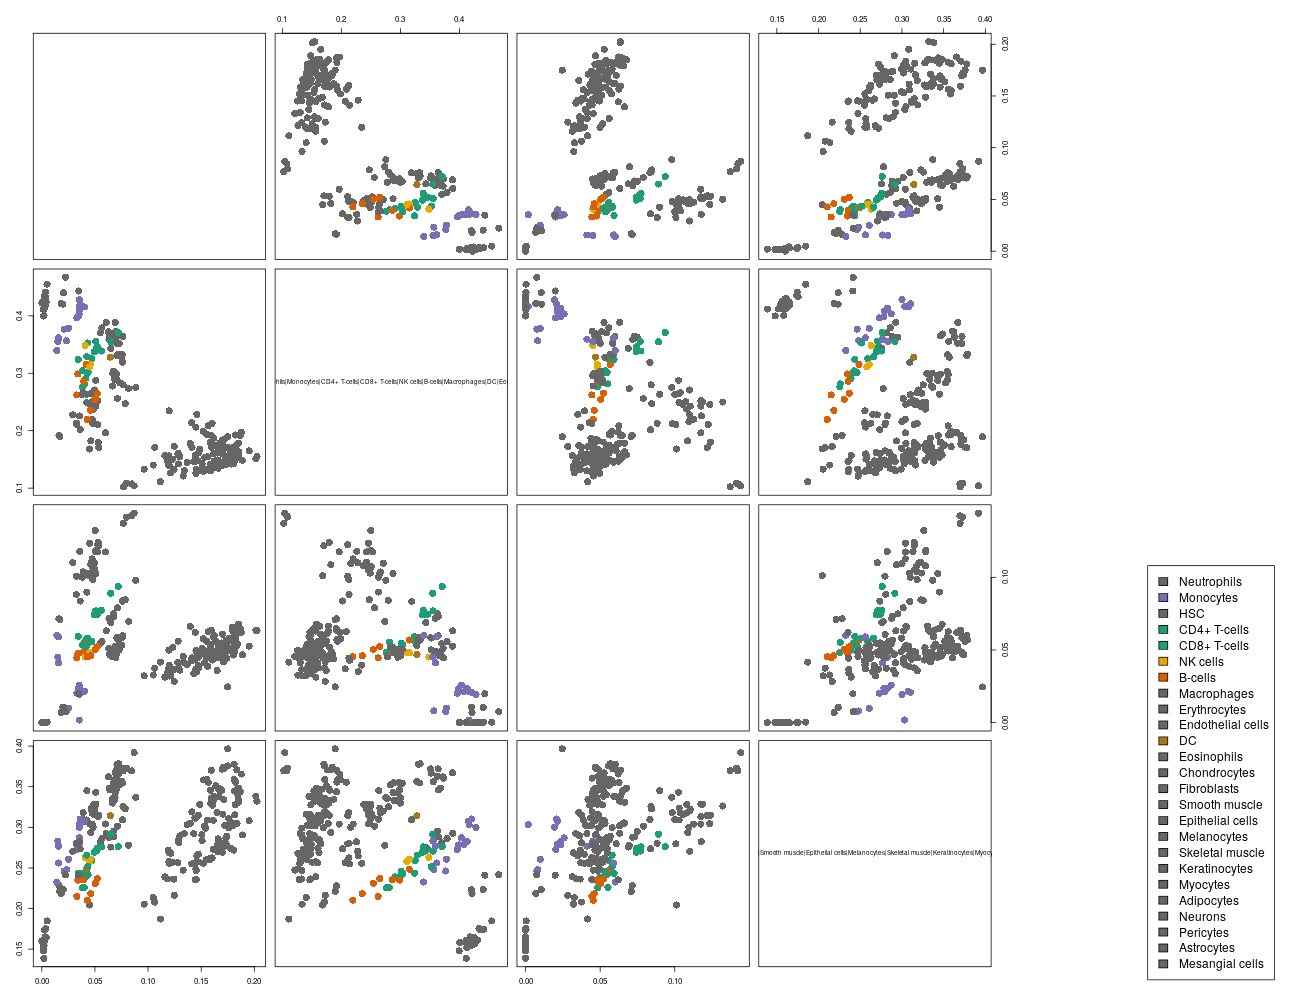 0.1 0.2 0.3 0.4
0.15 0.20 0.25 0.30 0.35 0.40
0.00 0.05 0.10 0.15 0.20
0.1 0.2 0.3 0.4
hils|Monocytes|CD4+ T-cells|CD8+ T-cells|NK cells|B-cells|Macrophages|DC|Eo
0.00 0.05 0.10
0.15 0.20 0.25 0.30 0.35 0.40
Smooth muscle|Epithelial cells|Melanocytes|Skeletal muscle|Keratinocytes|Myocy
0.00 0.05 0.10 0.15 0.20
0.00 0.05 0.10
Neutrophils
Monocytes
HSC
CD4+ T-cells
CD8+ T-cells
NK cells
B-cells
Macrophages
Erythrocytes
Endothelial cells
DC
Eosinophils
Chondrocytes
Fibroblasts
Smooth muscle
Epithelial cells
Melanocytes
Skeletal muscle
Keratinocytes
Myocytes
Adipocytes
Neurons
Pericytes
Astrocytes
Mesangial cells